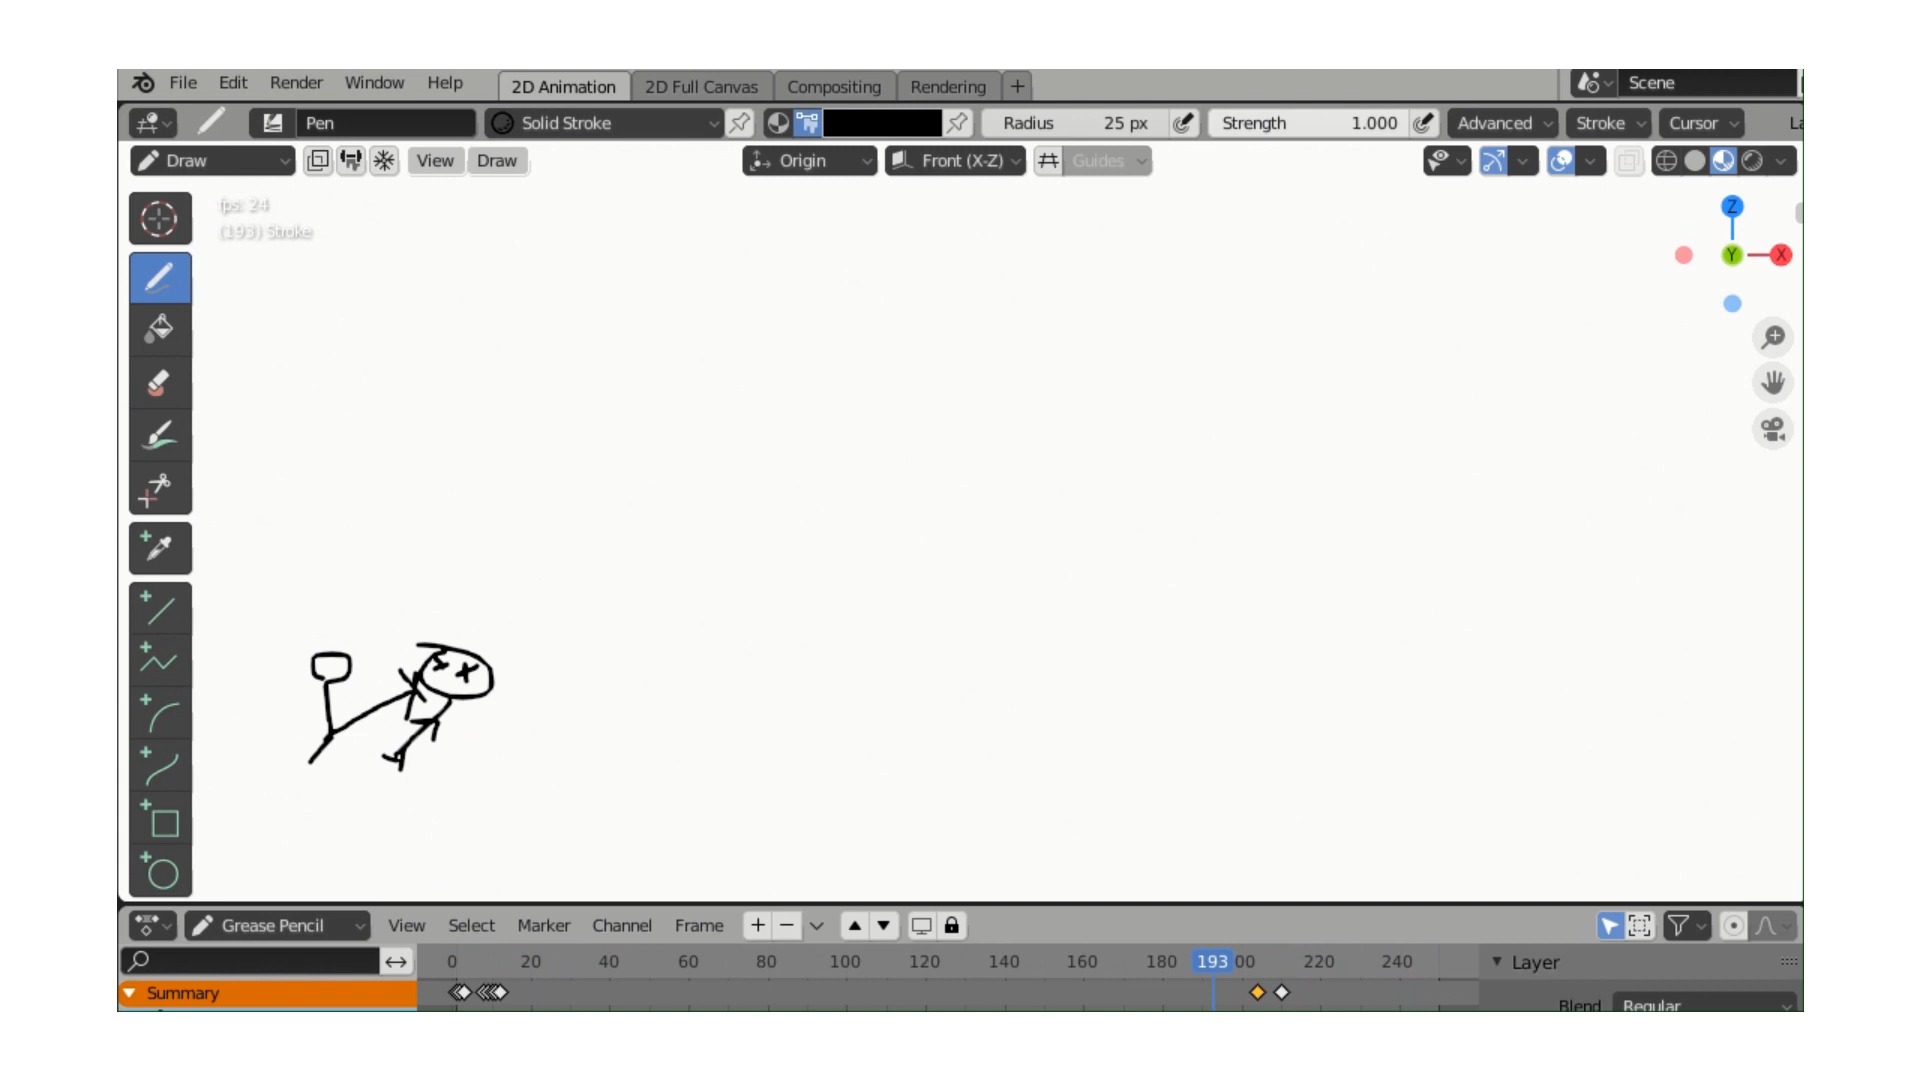 File Edit Render Window Help 2D Animation 2D Full Canvas Compositing Rendering + Scene
Pen Solid Stroke Radius 25 px Strength 1.000 Advanced Stroke Cursor
Draw View Draw Origin Front (X-Z) Guides
fps: 24
(193) Stroke
Z
Y X
Grease Pencil View Select Marker Channel Frame
0 20 40 60 80 100 120 140 160 180 193 00 220 240 Layer
Summary
Blend Regular